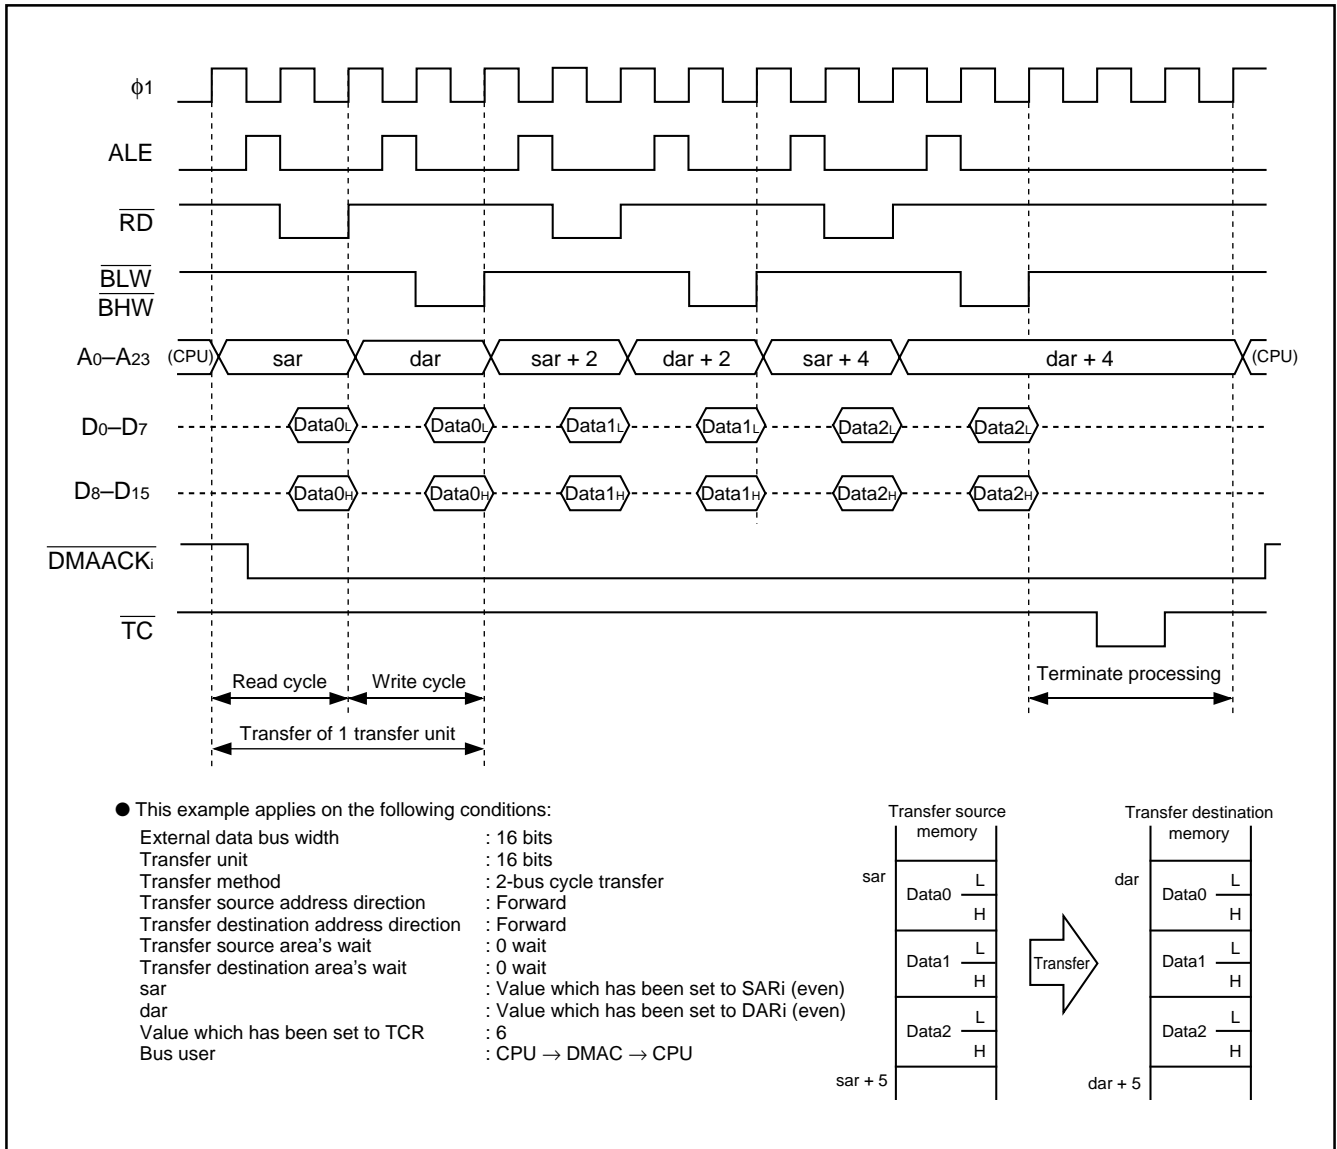 ϕ1
ALE
RD
BLW
BHW
A0–A23 (CPU) sar dar sar + 2 dar + 2 sar + 4 dar + 4 (CPU)
D0–D7 Data0L Data0L Data1L Data1L Data2L Data2L
D8–D15 Data0H Data0H Data1H Data1H Data2H Data2H
DMAACKi
TC
Read cycle Write cycle Terminate processing
Transfer of 1 transfer unit
● This example applies on the following conditions:
External data bus width : 16 bits
Transfer unit : 16 bits
Transfer method : 2-bus cycle transfer
Transfer source address direction : Forward
Transfer destination address direction : Forward
Transfer source area's wait : 0 wait
Transfer destination area's wait : 0 wait
sar : Value which has been set to SARi (even)
dar : Value which has been set to DARi (even)
Value which has been set to TCR : 6
Bus user : CPU → DMAC → CPU
Transfer source
memory
sar
Data0 L
H
Data1 L
H
Data2 L
H
sar + 5
Transfer
Transfer destination
memory
dar
Data0 L
H
Data1 L
H
Data2 L
H
dar + 5